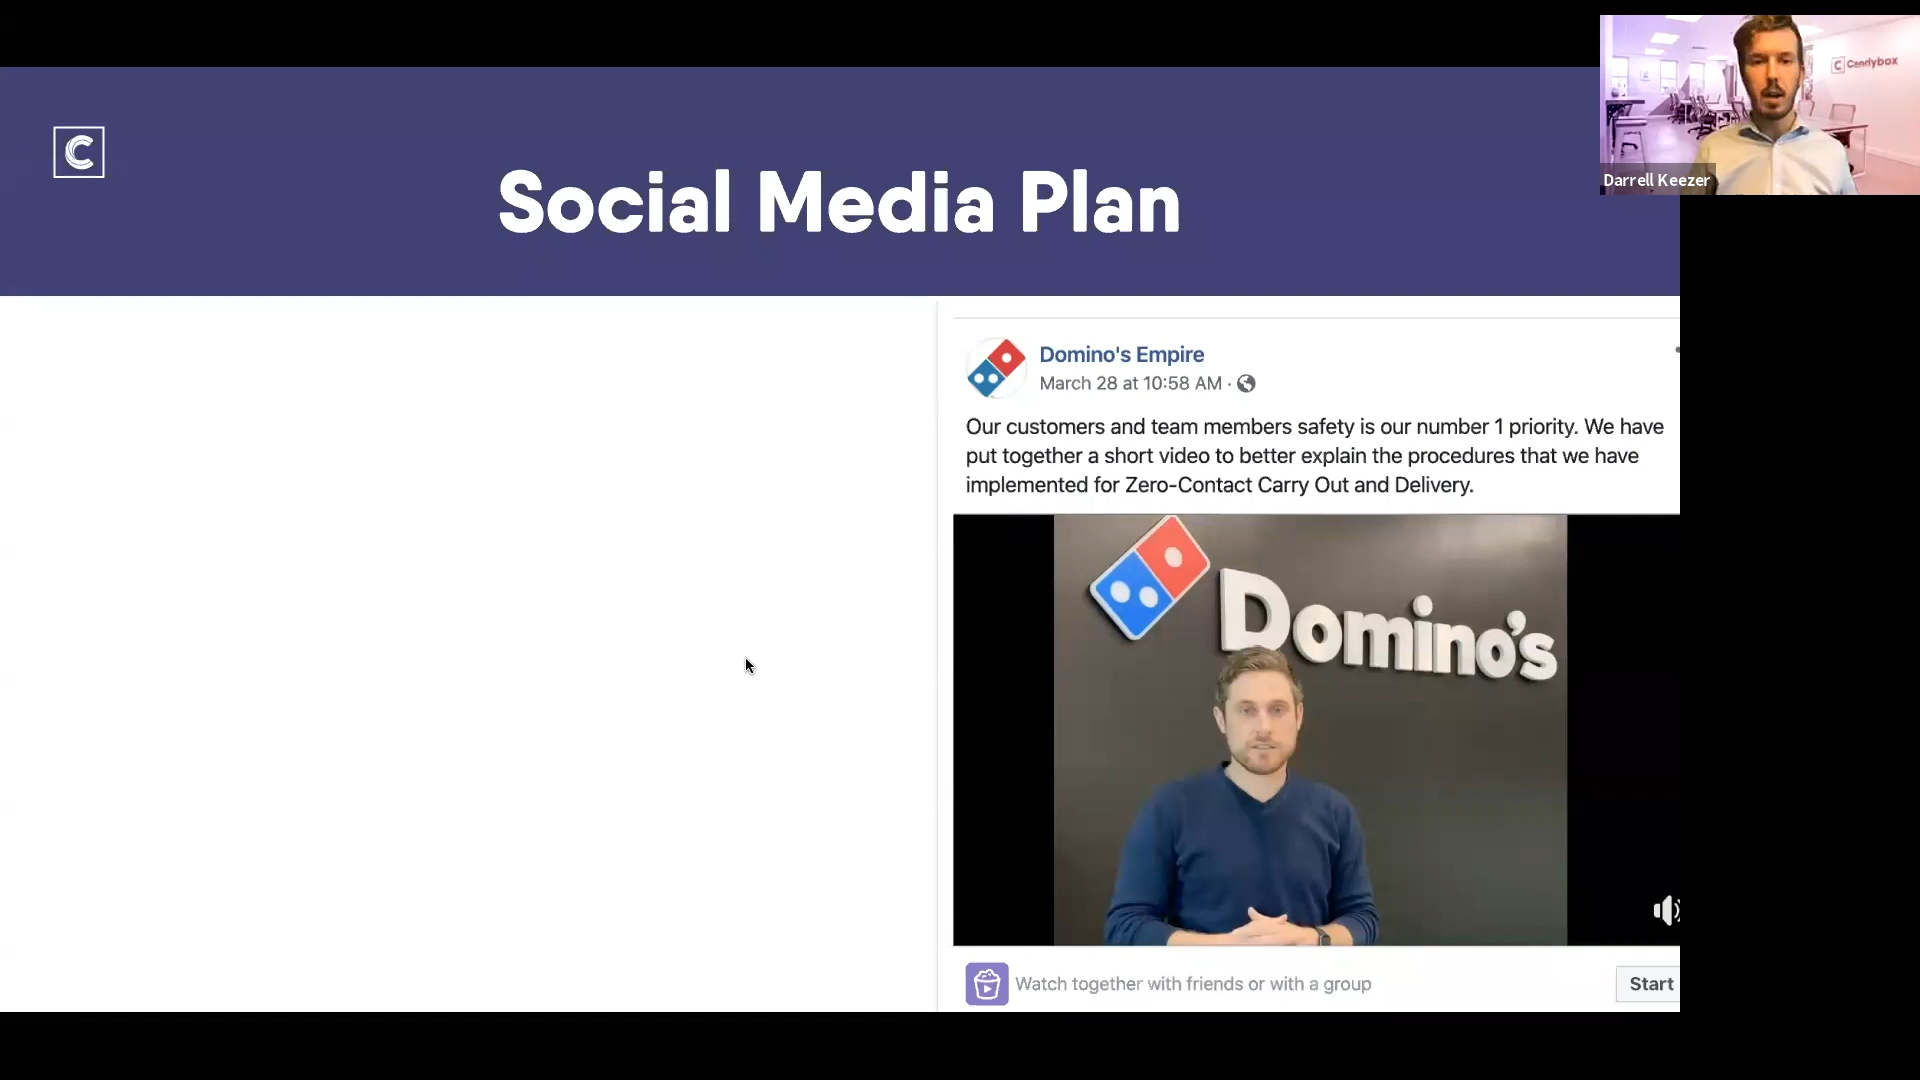 Candybox
Darrell Keezer
C
Social Media Plan
Domino's Empire
March 28 at 10:58 AM ·
Our customers and team members safety is our number 1 priority. We have
put together a short video to better explain the procedures that we have
implemented for Zero-Contact Carry Out and Delivery.
Domino's
Watch together with friends or with a group
Start